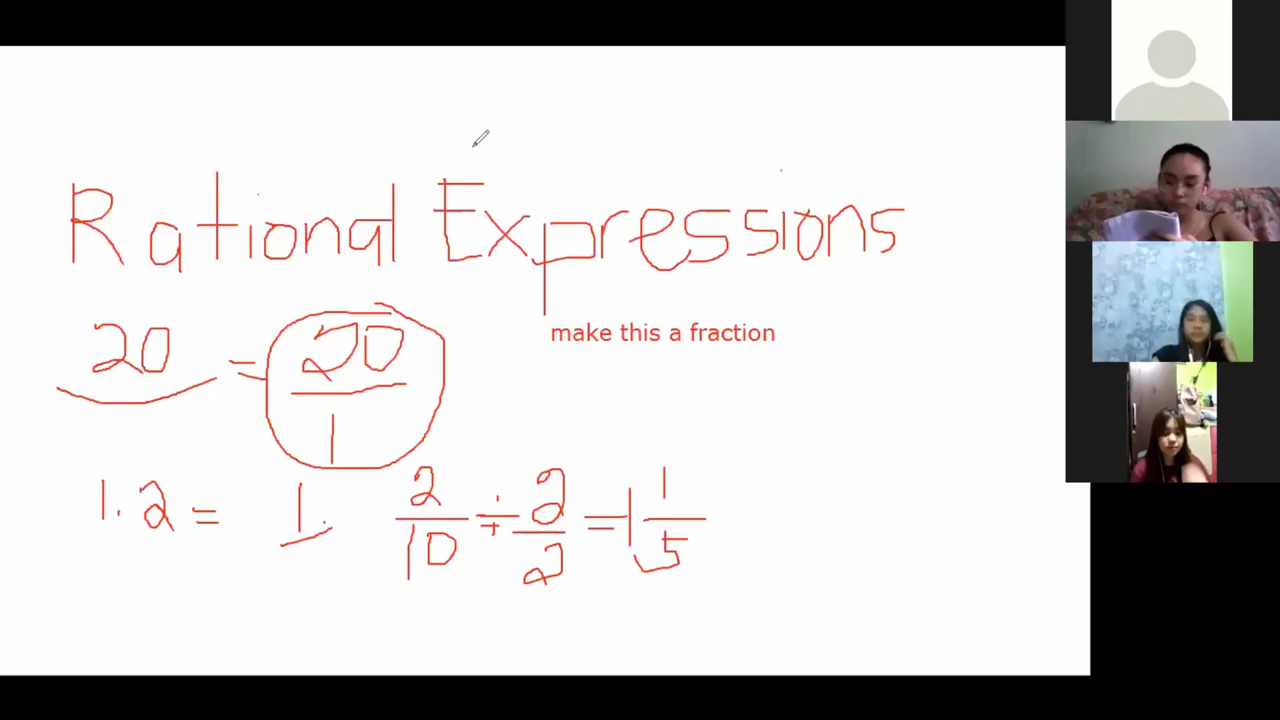 Rational Expressions
make this a fraction
20 = 20/1
1.2 = 1. 2/10 ÷ 2/2 = 1 1/5